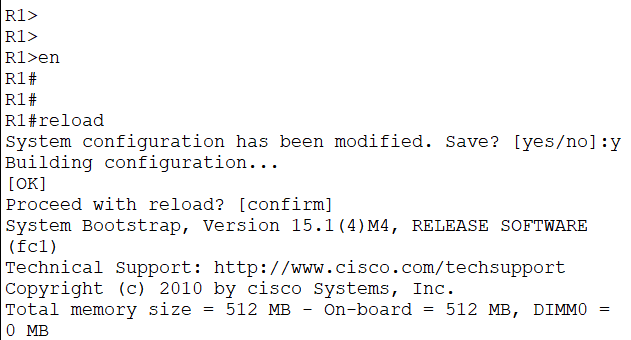 R1>
R1>
R1>en
R1#
R1#
R1#reload
System configuration has been modified. Save? [yes/no]:y
Building configuration...
[OK]
Proceed with reload? [confirm]
System Bootstrap, Version 15.1(4)M4, RELEASE SOFTWARE
(fc1)
Technical Support: http://www.cisco.com/techsupport
Copyright (c) 2010 by cisco Systems, Inc.
Total memory size = 512 MB - On-board = 512 MB, DIMM0 =
0 MB